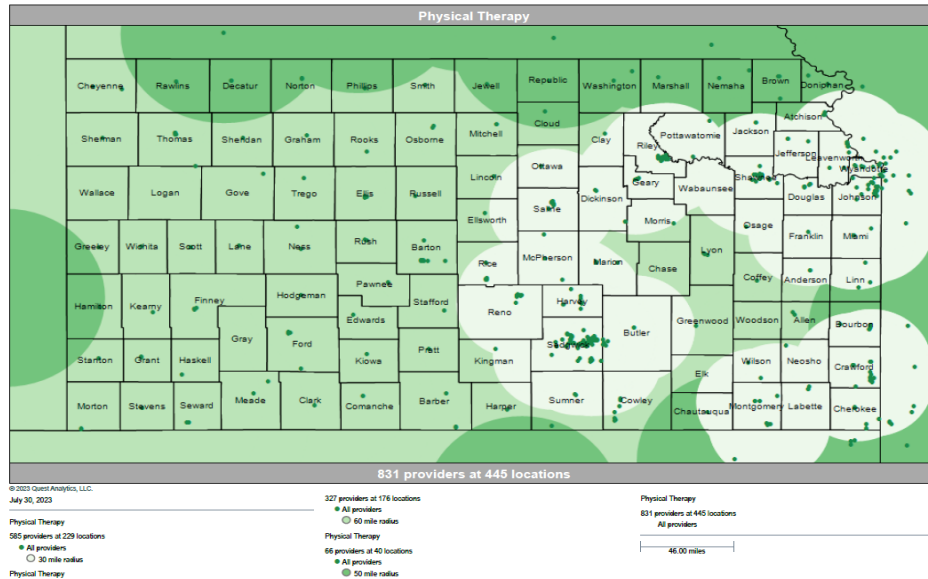 Physical Therapy
Cheyenne Rawlins Decatur Norton Phillips Smith Jewell Republic Washington Marshall Nemaha Brown Doniphan
Sherman Thomas Sheridan Graham Rooks Osborne Mitchell Cloud Clay Riley Pottawatomie Jackson Atchison
Jefferson Leavenworth
Wallace Logan Gove Trego Ellis Russell Lincoln Ottawa Geary Wabaunsee Shawnee Wyandotte
Ellsworth Saline Dickinson Morris Douglas Johnson
Greeley Wichita Scott Lane Ness Rush Barton Rice McPherson Marion Chase Lyon Osage Franklin Miami
Hamilton Kearny Finney Hodgeman Pawnee Stafford Reno Harvey Coffey Anderson Linn
Gray Ford Edwards Butler Greenwood Woodson Allen Bourbon
Stanton Grant Haskell Kiowa Pratt Kingman Sedgwick Elk Wilson Neosho Crawford
Morton Stevens Seward Meade Clark Comanche Barber Harper Sumner Cowley Chautauqua Montgomery Labette Cherokee
831 providers at 445 locations
© 2023 Quest Analytics, LLC.
July 30, 2023
Physical Therapy
585 providers at 229 locations
All providers
30 mile radius
Physical Therapy
327 providers at 176 locations
All providers
60 mile radius
Physical Therapy
66 providers at 40 locations
All providers
50 mile radius
Physical Therapy
831 providers at 445 locations
All providers
46.00 miles